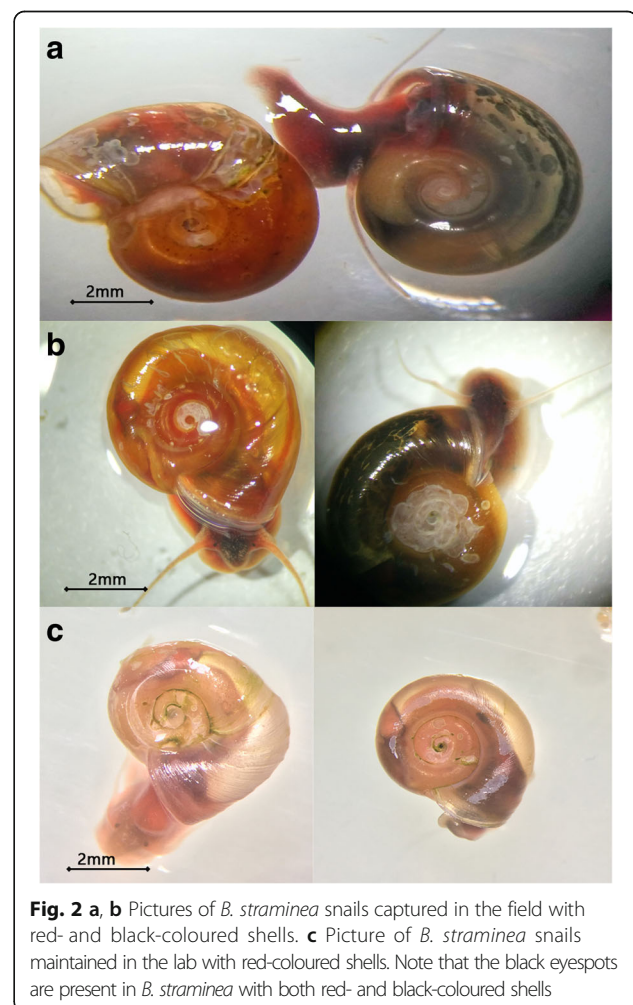 a
2mm
b
2mm
c
2mm
Fig. 2 a, b Pictures of B. straminea snails captured in the field with
red- and black-coloured shells. c Picture of B. straminea snails
maintained in the lab with red-coloured shells. Note that the black eyespots
are present in B. straminea with both red- and black-coloured shells